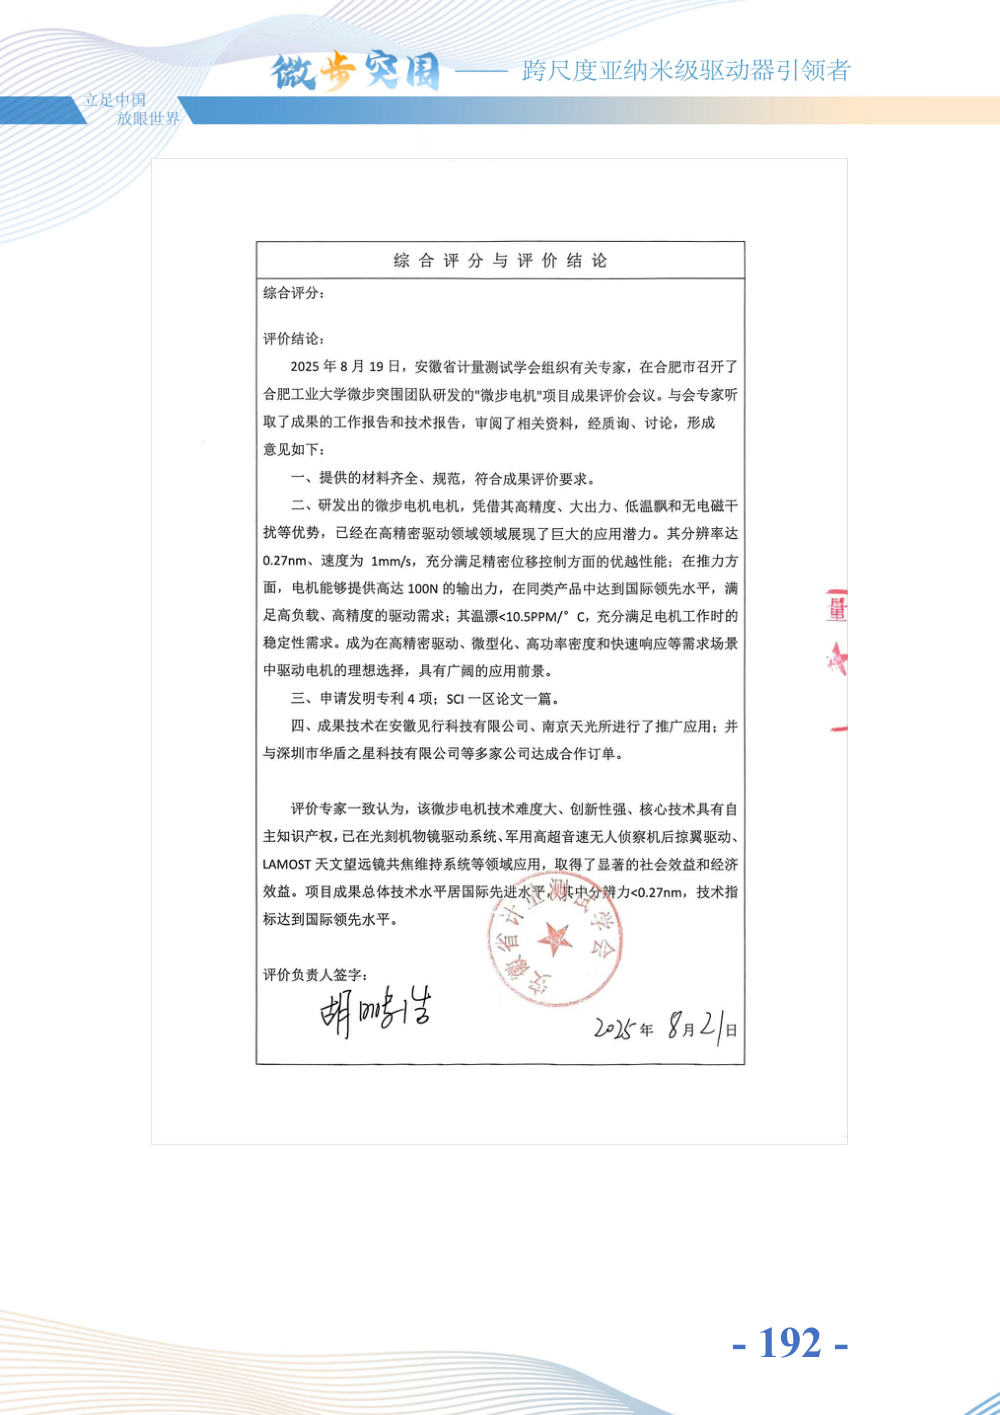 微步突围 —— 跨尺度亚纳米级驱动器引领者
立足中国
放眼世界
综合评分与评价结论
综合评分：
评价结论：
2025 年 8 月 19 日，安徽省计量测试学会组织有关专家，在合肥市召开了
合肥工业大学微步突围团队研发的"微步电机"项目成果评价会议。与会专家听
取了成果的工作报告和技术报告，审阅了相关资料，经质询、讨论，形成
意见如下：
一、提供的材料齐全、规范，符合成果评价要求。
二、研发出的微步电机电机，凭借其高精度、大出力、低温飘和无电磁干
扰等优势，已经在高精密驱动领域领域展现了巨大的应用潜力。其分辨率达
0.27nm、速度为 1mm/s，充分满足精密位移控制方面的优越性能；在推力方
面，电机能够提供高达 100N 的输出力，在同类产品中达到国际领先水平，满
足高负载、高精度的驱动需求；其温漂<10.5PPM/° C，充分满足电机工作时的
稳定性需求。成为在高精密驱动、微型化、高功率密度和快速响应等需求场景
中驱动电机的理想选择，具有广阔的应用前景。
三、申请发明专利 4 项；SCI 一区论文一篇。
四、成果技术在安徽见行科技有限公司、南京天光所进行了推广应用；并
与深圳市华盾之星科技有限公司等多家公司达成合作订单。
评价专家一致认为，该微步电机技术难度大、创新性强、核心技术具有自
主知识产权，已在光刻机物镜驱动系统、军用高超音速无人侦察机后掠翼驱动、
LAMOST 天文望远镜共焦维持系统等领域应用，取得了显著的社会效益和经济
效益。项目成果总体技术水平居国际先进水平，其中分辨力<0.27nm，技术指
标达到国际领先水平。
安徽省计量测试学会
评价负责人签字：
胡鹏浩
2025 年 8 月 21 日
量
- 192 -